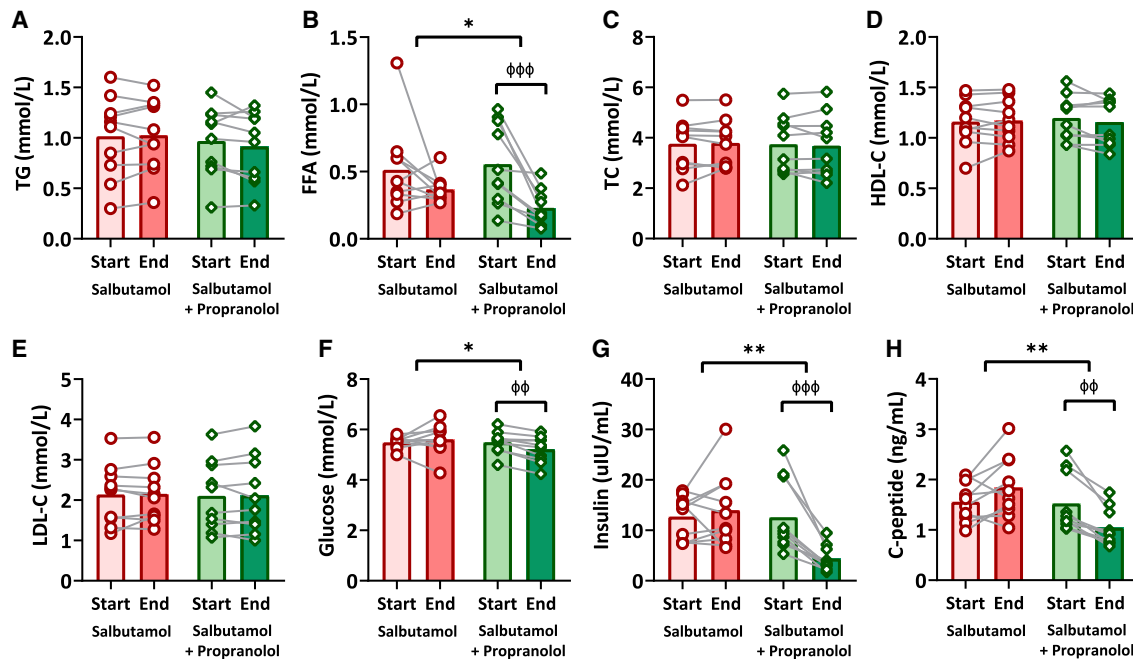 A
TG (mmol/L)
2.0
1.5
1.0
0.5
0.0
Start End Start End
Salbutamol Salbutamol
+ Propranolol
B
FFA (mmol/L)
1.5
1.0
0.5
0.0
*
ϕϕϕ
Start End Start End
Salbutamol Salbutamol
+ Propranolol
C
TC (mmol/L)
8
6
4
2
0
Start End Start End
Salbutamol Salbutamol
+ Propranolol
D
HDL-C (mmol/L)
2.0
1.5
1.0
0.5
0.0
Start End Start End
Salbutamol Salbutamol
+ Propranolol
E
LDL-C (mmol/L)
5
4
3
2
1
0
Start End Start End
Salbutamol Salbutamol
+ Propranolol
F
Glucose (mmol/L)
8
6
4
2
0
*
ϕϕ
Start End Start End
Salbutamol Salbutamol
+ Propranolol
G
Insulin (uIU/mL)
40
30
20
10
0
**
ϕϕϕ
Start End Start End
Salbutamol Salbutamol
+ Propranolol
H
C-peptide (ng/mL)
4
3
2
1
0
**
ϕϕ
Start End Start End
Salbutamol Salbutamol
+ Propranolol